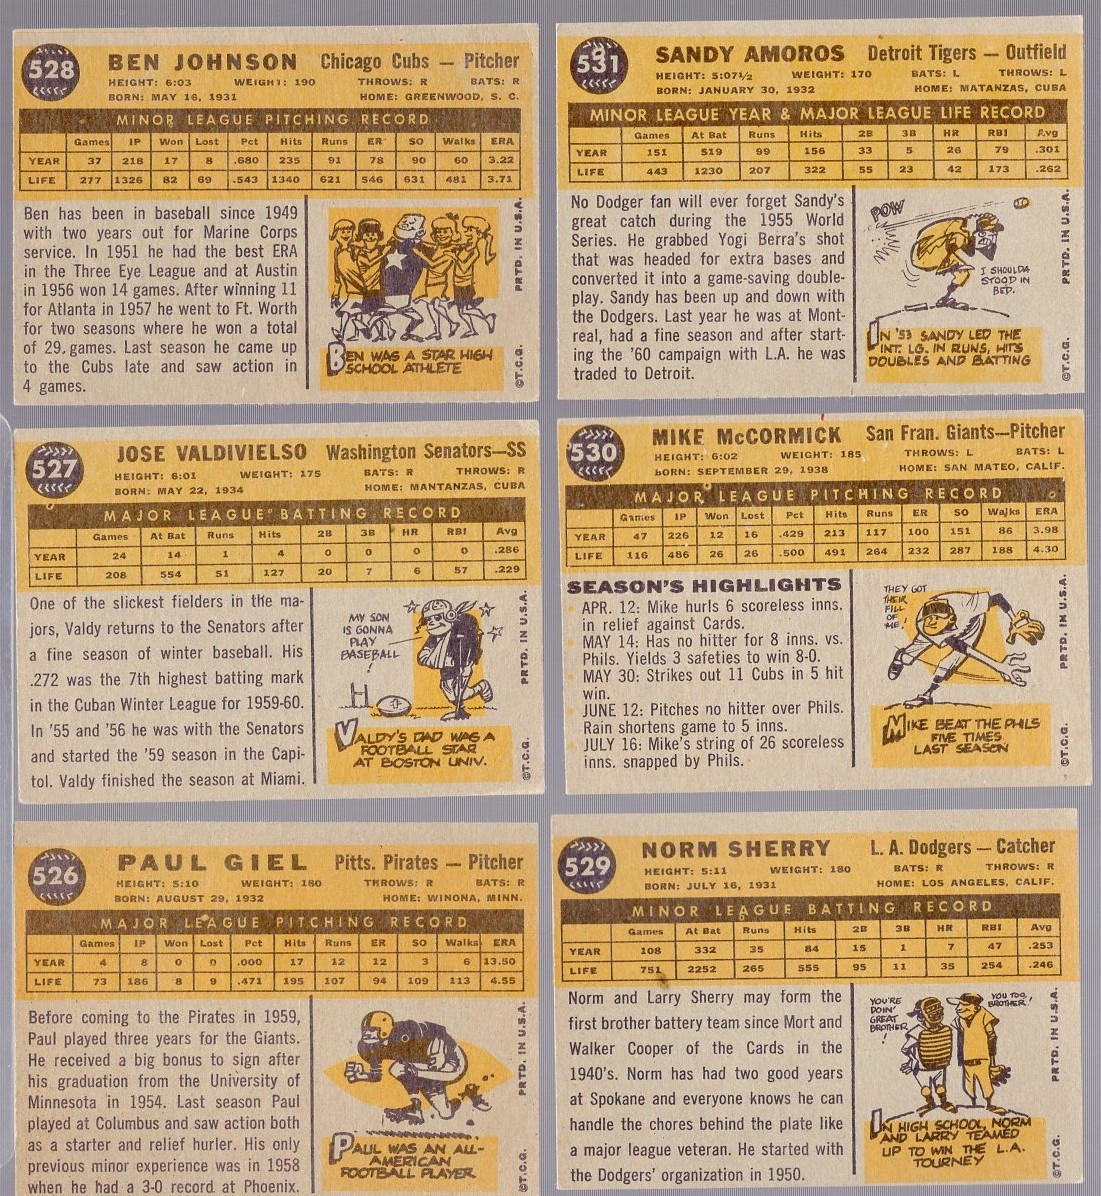 528
BEN JOHNSON Chicago Cubs — Pitcher
HEIGHT: 6:03 WEIGHT: 190 THROWS: R BATS: R
BORN: MAY 16, 1931 HOME: GREENWOOD, S. C.
MINOR LEAGUE PITCHING RECORD
Games IP Won Lost Pct Hits Runs ER SO Walks ERA
YEAR 37 218 17 8 .680 235 91 78 90 60 3.22
LIFE 277 1326 82 69 .543 1340 621 546 631 481 3.71
Ben has been in baseball since 1949
with two years out for Marine Corps
service. In 1951 he had the best ERA
in the Three Eye League and at Austin
in 1956 won 14 games. After winning 11
for Atlanta in 1957 he went to Ft. Worth
for two seasons where he won a total
of 29 games. Last season he came up
to the Cubs late and saw action in
4 games.
BEN WAS A STAR HIGH
SCHOOL ATHLETE
©T.C.G. PRTD. IN U.S.A.
531
SANDY AMOROS Detroit Tigers — Outfield
HEIGHT: 5:07½ WEIGHT: 170 BATS: L THROWS: L
BORN: JANUARY 30, 1932 HOME: MATANZAS, CUBA
MINOR LEAGUE YEAR & MAJOR LEAGUE LIFE RECORD
Games At Bat Runs Hits 2B 3B HR RBI Avg
YEAR 151 519 99 156 33 5 26 79 .301
LIFE 443 1230 207 322 55 23 42 173 .262
No Dodger fan will ever forget Sandy's
great catch during the 1955 World
Series. He grabbed Yogi Berra's shot
that was headed for extra bases and
converted it into a game-saving double-
play. Sandy has been up and down with
the Dodgers. Last year he was at Mont-
real, had a fine season and after start-
ing the '60 campaign with L.A. he was
traded to Detroit.
POW
I SHOULDA
STOOD IN
BED.
IN '53 SANDY LED THE
INT. LG. IN RUNS, HITS
DOUBLES AND BATTING
©T.C.G. PRTD. IN U.S.A.
527
JOSE VALDIVIELSO Washington Senators—SS
HEIGHT: 6:01 WEIGHT: 175 BATS: R THROWS: R
BORN: MAY 22, 1934 HOME: MANTANZAS, CUBA
MAJOR LEAGUE BATTING RECORD
Games At Bat Runs Hits 2B 3B HR RBI Avg
YEAR 24 14 1 4 0 0 0 0 .286
LIFE 208 554 51 127 20 7 6 57 .229
One of the slickest fielders in the ma-
jors, Valdy returns to the Senators after
a fine season of winter baseball. His
.272 was the 7th highest batting mark
in the Cuban Winter League for 1959-60.
In '55 and '56 he was with the Senators
and started the '59 season in the Capi-
tol. Valdy finished the season at Miami.
MY SON
IS GONNA
PLAY
BASEBALL
!
VALDY'S DAD WAS A
FOOTBALL STAR
AT BOSTON UNIV.
©T.C.G. PRTD. IN U.S.A.
530
MIKE McCORMICK San Fran. Giants—Pitcher
HEIGHT: 6:02 WEIGHT: 185 THROWS: L BATS: L
BORN: SEPTEMBER 29, 1938 HOME: SAN MATEO, CALIF.
MAJOR LEAGUE PITCHING RECORD
Games IP Won Lost Pct Hits Runs ER SO Walks ERA
YEAR 47 226 12 16 .429 213 117 100 151 86 3.98
LIFE 116 486 26 26 .500 491 264 232 287 188 4.30
SEASON'S HIGHLIGHTS
APR. 12: Mike hurls 6 scoreless inns.
in relief against Cards.
MAY 14: Has no hitter for 8 inns. vs.
Phils. Yields 3 safeties to win 8-0.
MAY 30: Strikes out 11 Cubs in 5 hit
win.
JUNE 12: Pitches no hitter over Phils.
Rain shortens game to 5 inns.
JULY 16: Mike's string of 26 scoreless
inns. snapped by Phils.
THEY GOT
THEIR
FILL
OF
ME!
MIKE BEAT THE PHILS
FIVE TIMES
LAST SEASON
©T.C.G. PRTD. IN U.S.A.
526
PAUL GIEL Pitts. Pirates — Pitcher
HEIGHT: 5:10 WEIGHT: 180 THROWS: R BATS: R
BORN: AUGUST 29, 1932 HOME: WINONA, MINN.
MAJOR LEAGUE PITCHING RECORD
Games IP Won Lost Pct Hits Runs ER SO Walks ERA
YEAR 4 8 0 0 .000 17 12 12 3 6 13.50
LIFE 73 186 8 9 .471 195 107 94 109 113 4.55
Before coming to the Pirates in 1959,
Paul played three years for the Giants.
He received a big bonus to sign after
his graduation from the University of
Minnesota in 1954. Last season Paul
played at Columbus and saw action both
as a starter and relief hurler. His only
previous minor experience was in 1958
when he had a 3-0 record at Phoenix.
PAUL WAS AN ALL-
AMERICAN
FOOTBALL PLAYER
©T.C.G. PRTD. IN U.S.A.
529
NORM SHERRY L. A. Dodgers — Catcher
HEIGHT: 5:11 WEIGHT: 180 BATS: R THROWS: R
BORN: JULY 16, 1931 HOME: LOS ANGELES, CALIF.
MINOR LEAGUE BATTING RECORD
Games At Bat Runs Hits 2B 3B HR RBI Avg
YEAR 108 332 35 84 15 1 7 47 .253
LIFE 751 2252 265 555 95 11 35 254 .246
Norm and Larry Sherry may form the
first brother battery team since Mort and
Walker Cooper of the Cards in the
1940's. Norm has had two good years
at Spokane and everyone knows he can
handle the chores behind the plate like
a major league veteran. He started with
the Dodgers' organization in 1950.
YOU'RE
DOIN'
GREAT
BROTHER
!
YOU TOO,
BROTHER!
IN HIGH SCHOOL, NORM
AND LARRY TEAMED
UP TO WIN THE L.A.
TOURNEY
©T.C.G. PRTD. IN U.S.A.